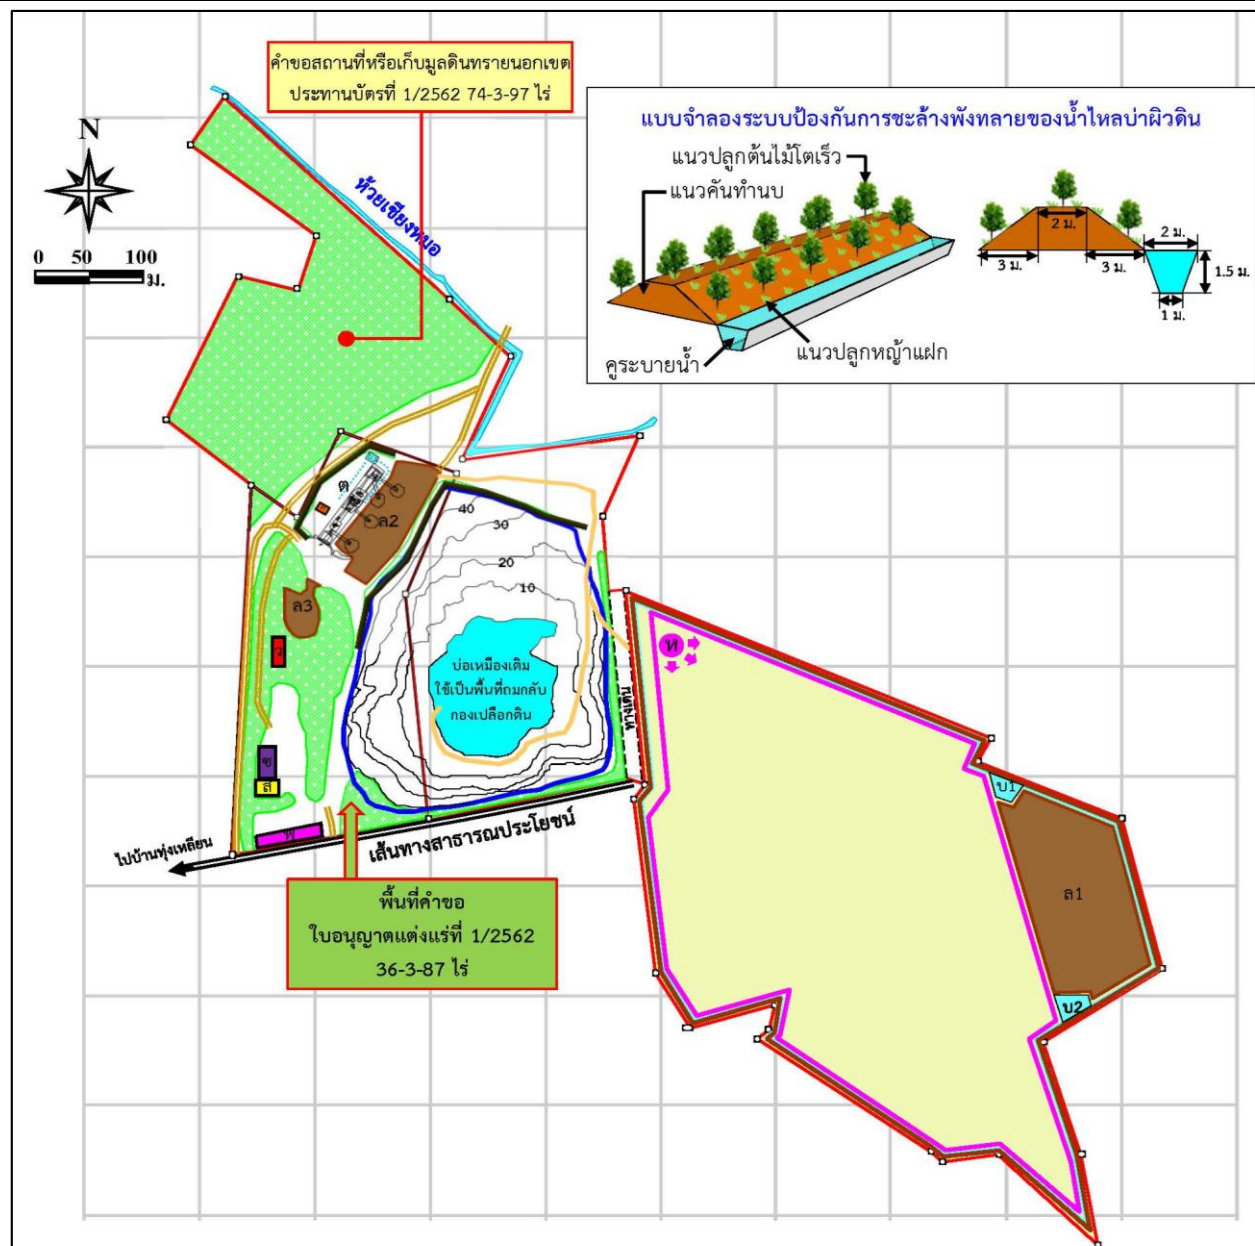 คำขอสถานที่หรือเก็บมูลดินทรายนอกเขต
ประทานบัตรที่ 1/2562 74-3-97 ไร่
N
0 50 100
ม.
ห้วยเชียงหมอ
แบบจำลองระบบป้องกันการชะล้างพังทลายของน้ำไหลบ่าผิวดิน
แนวปลูกต้นไม้โตเร็ว
แนวคันทำนบ
คูระบายน้ำ
แนวปลูกหญ้าแฝก
2 ม.
3 ม.
3 ม.
2 ม.
1.5 ม.
1 ม.
ต
ล2
ล3
40
30
20
10
บ่อเหมืองเดิม
ใช้เป็นพื้นที่ถมกลับ
กองเปลือกดิน
ห
ว
ซ
ส
พ
บ1
ล1
บ2
ไปบ้านทุ่งเหลียน
เส้นทางสาธารณประโยชน์
พื้นที่คำขอ
ใบอนุญาตแต่งแร่ที่ 1/2562
36-3-87 ไร่